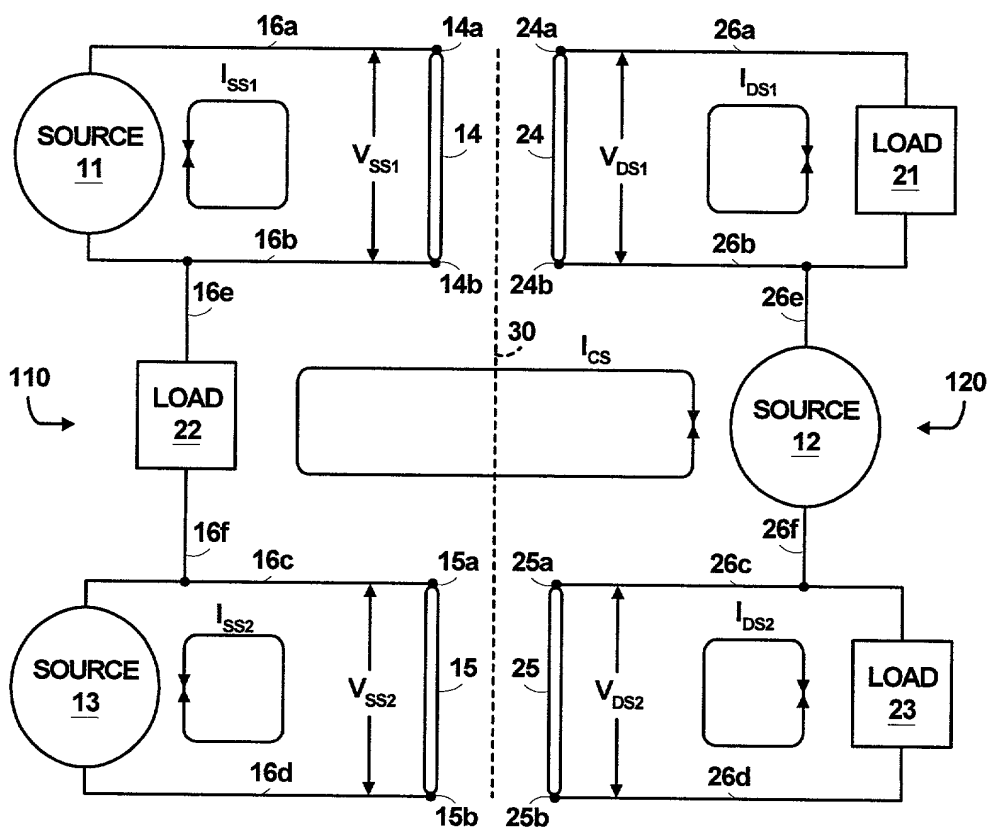 16a
14a
24a
26a
I_SS1
I_DS1
SOURCE
11
V_SS1
14
24
V_DS1
LOAD
21
16b
14b
24b
26b
16e
26e
30
I_CS
110
LOAD
22
SOURCE
12
120
16f
26f
16c
15a
25a
26c
I_SS2
I_DS2
SOURCE
13
V_SS2
15
25
V_DS2
LOAD
23
16d
15b
25b
26d